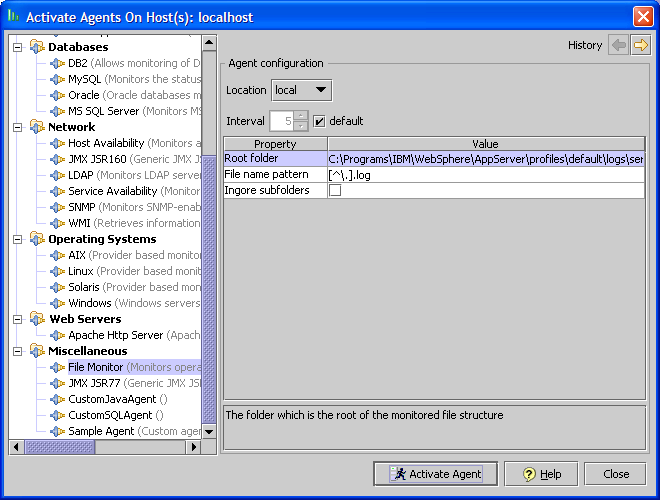 Activate Agents On Host(s): localhost
History
Databases
DB2 (Allows monitoring of D
MySQL (Monitors the status
Oracle (Oracle databases m
MS SQL Server (Monitors MS
Network
Host Availability (Monitors a
JMX JSR160 (Generic JMX JS
LDAP (Monitors LDAP server
Service Availability (Monitor
SNMP (Monitors SNMP-enab
WMI (Retrieves information
Operating Systems
AIX (Provider based monito
Linux (Provider based monit
Solaris (Provider based moni
Windows (Windows servers
Web Servers
Apache Http Server (Apach
Miscellaneous
File Monitor (Monitors opera
JMX JSR77 (Generic JMX JSR
CustomJavaAgent ()
CustomSQLAgent ()
Sample Agent (Custom agen
Agent configuration
Location local
Interval 5 default
Property Value
Root folder C:\Programs\IBM\WebSphere\AppServer\profiles\default\logs\ser
File name pattern [^\.].log
Ingore subfolders
The folder which is the root of the monitored file structure
Activate Agent Help Close